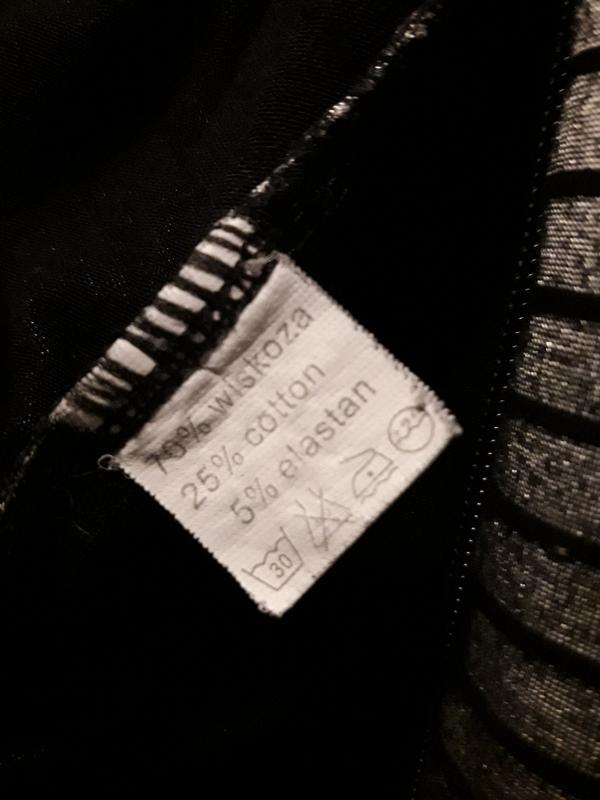 70% wiskoza
25% cotton
5% elastan
30